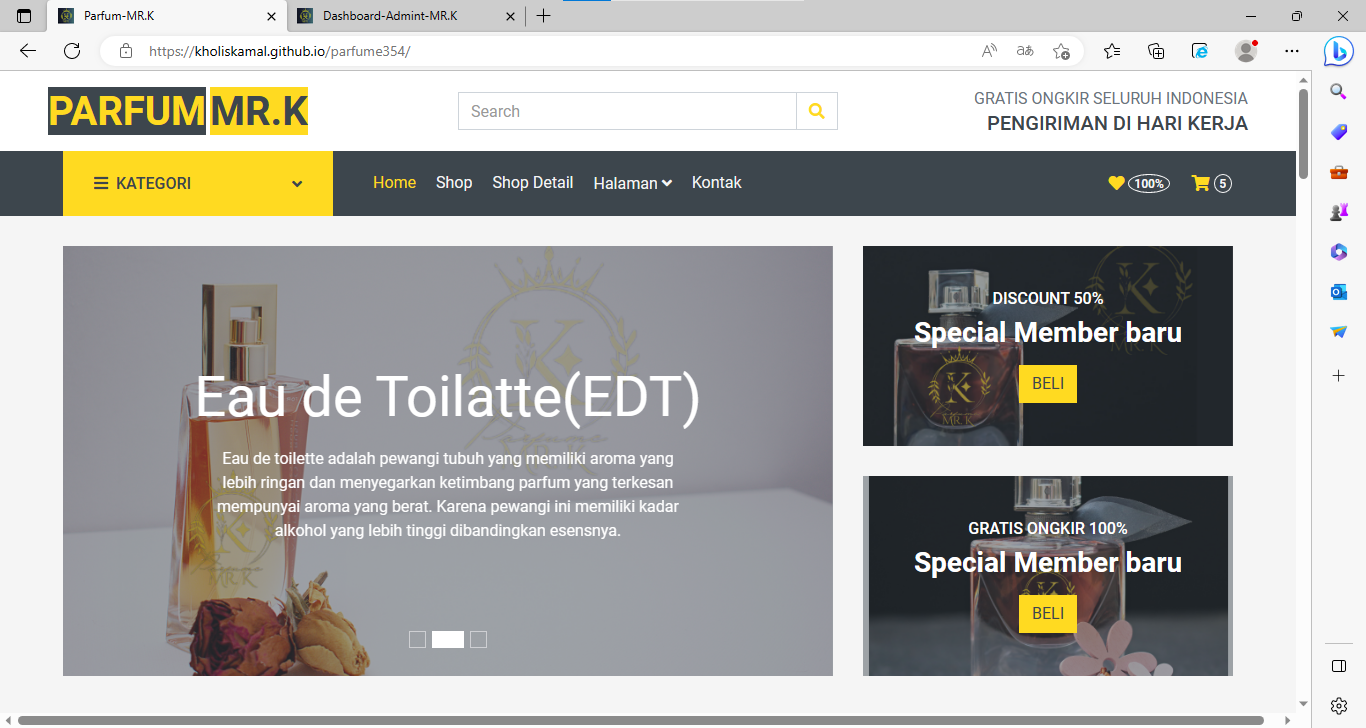 Parfum-MR.K
Dashboard-Admint-MR.K
https://kholiskamal.github.io/parfume354/
PARFUM MR.K
Search
GRATIS ONGKIR SELURUH INDONESIA
PENGIRIMAN DI HARI KERJA
KATEGORI
Home Shop Shop Detail Halaman Kontak
100% 5
Eau de Toilatte(EDT)
Eau de toilette adalah pewangi tubuh yang memiliki aroma yang
lebih ringan dan menyegarkan ketimbang parfum yang terkesan
mempunyai aroma yang berat. Karena pewangi ini memiliki kadar
alkohol yang lebih tinggi dibandingkan esensnya.
K
MR.K
DISCOUNT 50%
Special Member baru
BELI
K
MR.K
GRATIS ONGKIR 100%
Special Member baru
BELI